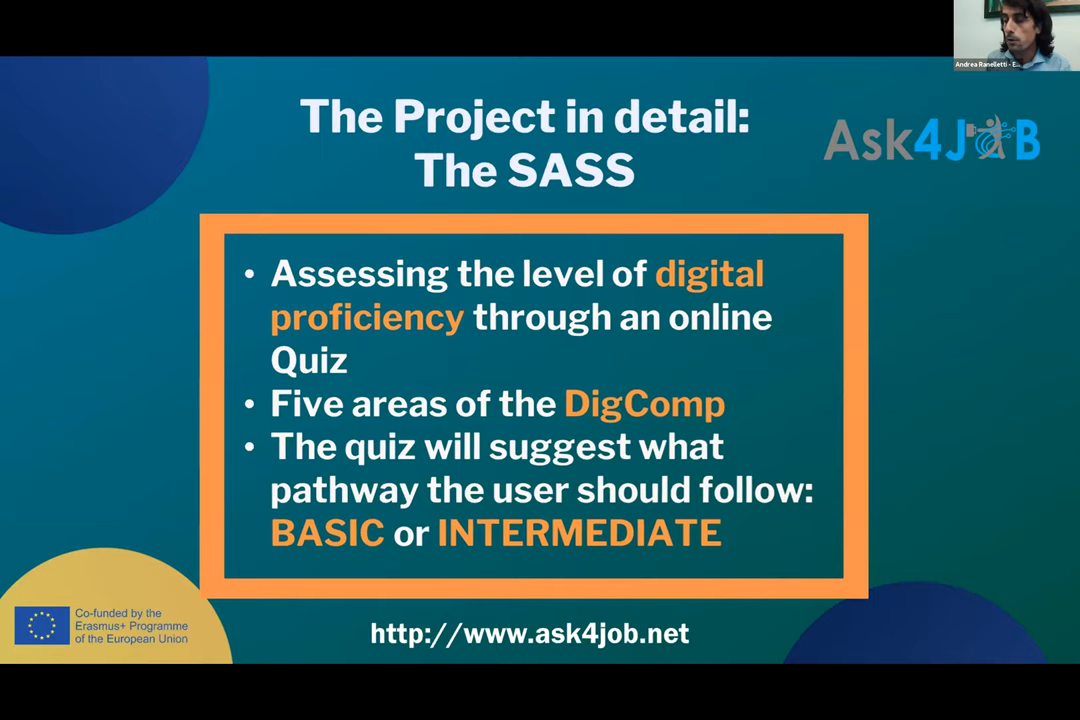 Andrea Ranelletti - E...
The Project in detail:
The SASS
Ask4JOB
• Assessing the level of digital
proficiency through an online
Quiz
• Five areas of the DigComp
• The quiz will suggest what
pathway the user should follow:
BASIC or INTERMEDIATE
Co-funded by the
Erasmus+ Programme
of the European Union
http://www.ask4job.net